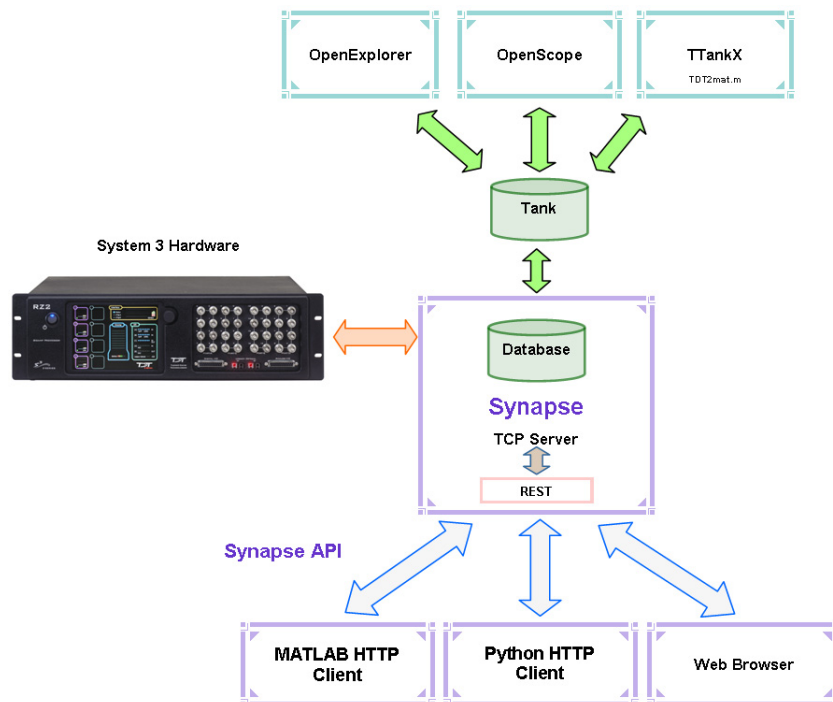 OpenExplorer
OpenScope
TTankX
TDT2mat.m
Tank
System 3 Hardware
RZ2
Database
Synapse
TCP Server
REST
Synapse API
MATLAB HTTP
Client
Python HTTP
Client
Web Browser